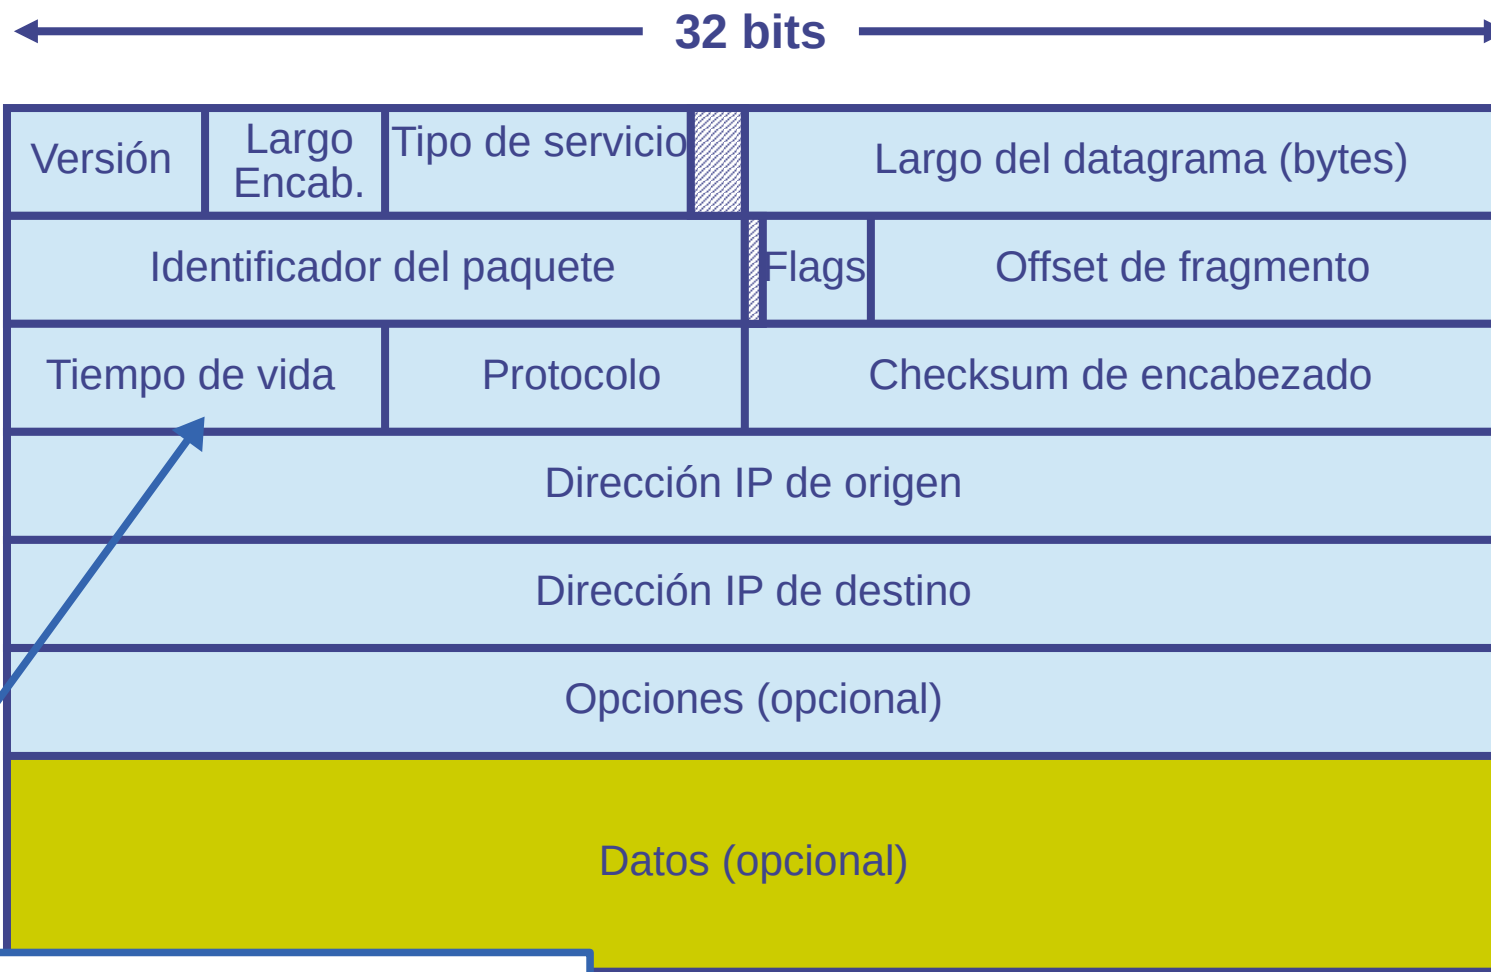 32 bits
Versión
Largo
Encab.
Tipo de servicio
Largo del datagrama (bytes)
Identificador del paquete
Flags
Offset de fragmento
Tiempo de vida
Protocolo
Checksum de encabezado
Dirección IP de origen
Dirección IP de destino
Opciones (opcional)
Datos (opcional)